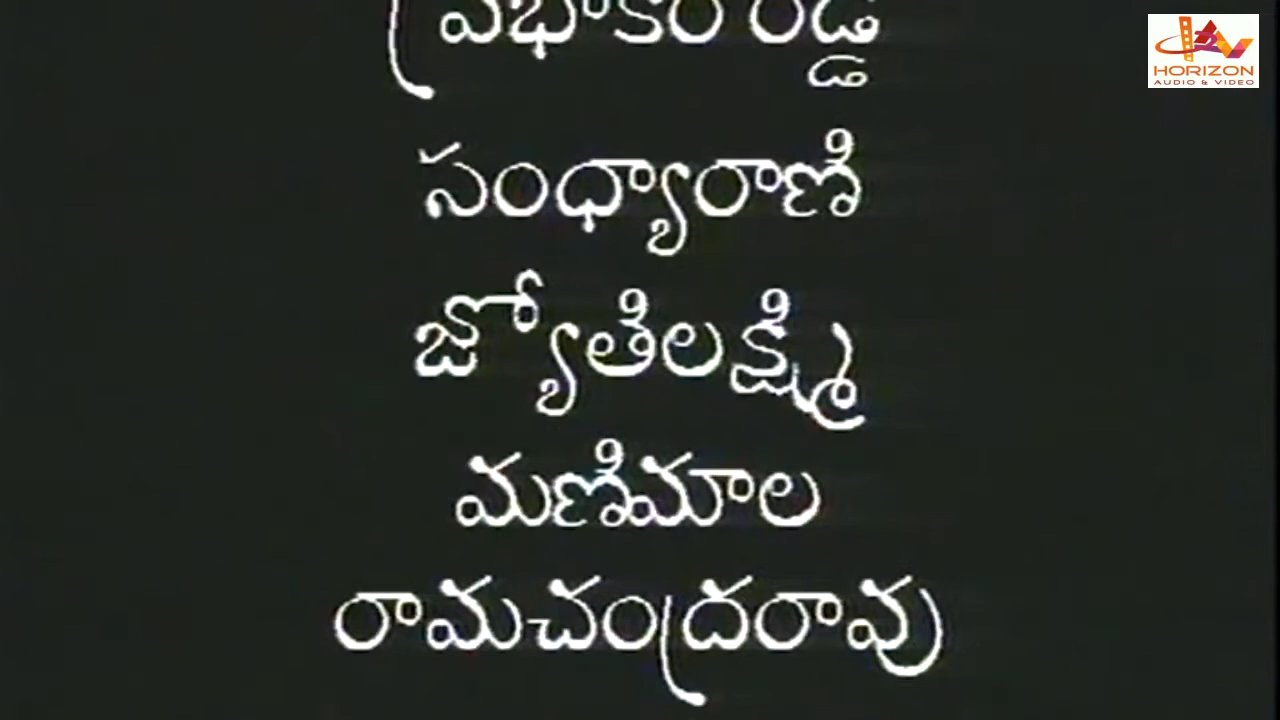 ప్రభాకర రెడ్డి
సంధ్యారాణి
జ్యోతిలక్ష్మి
మణిమాల
రామచంద్రరావు
HORIZON
AUDIO & VIDEO